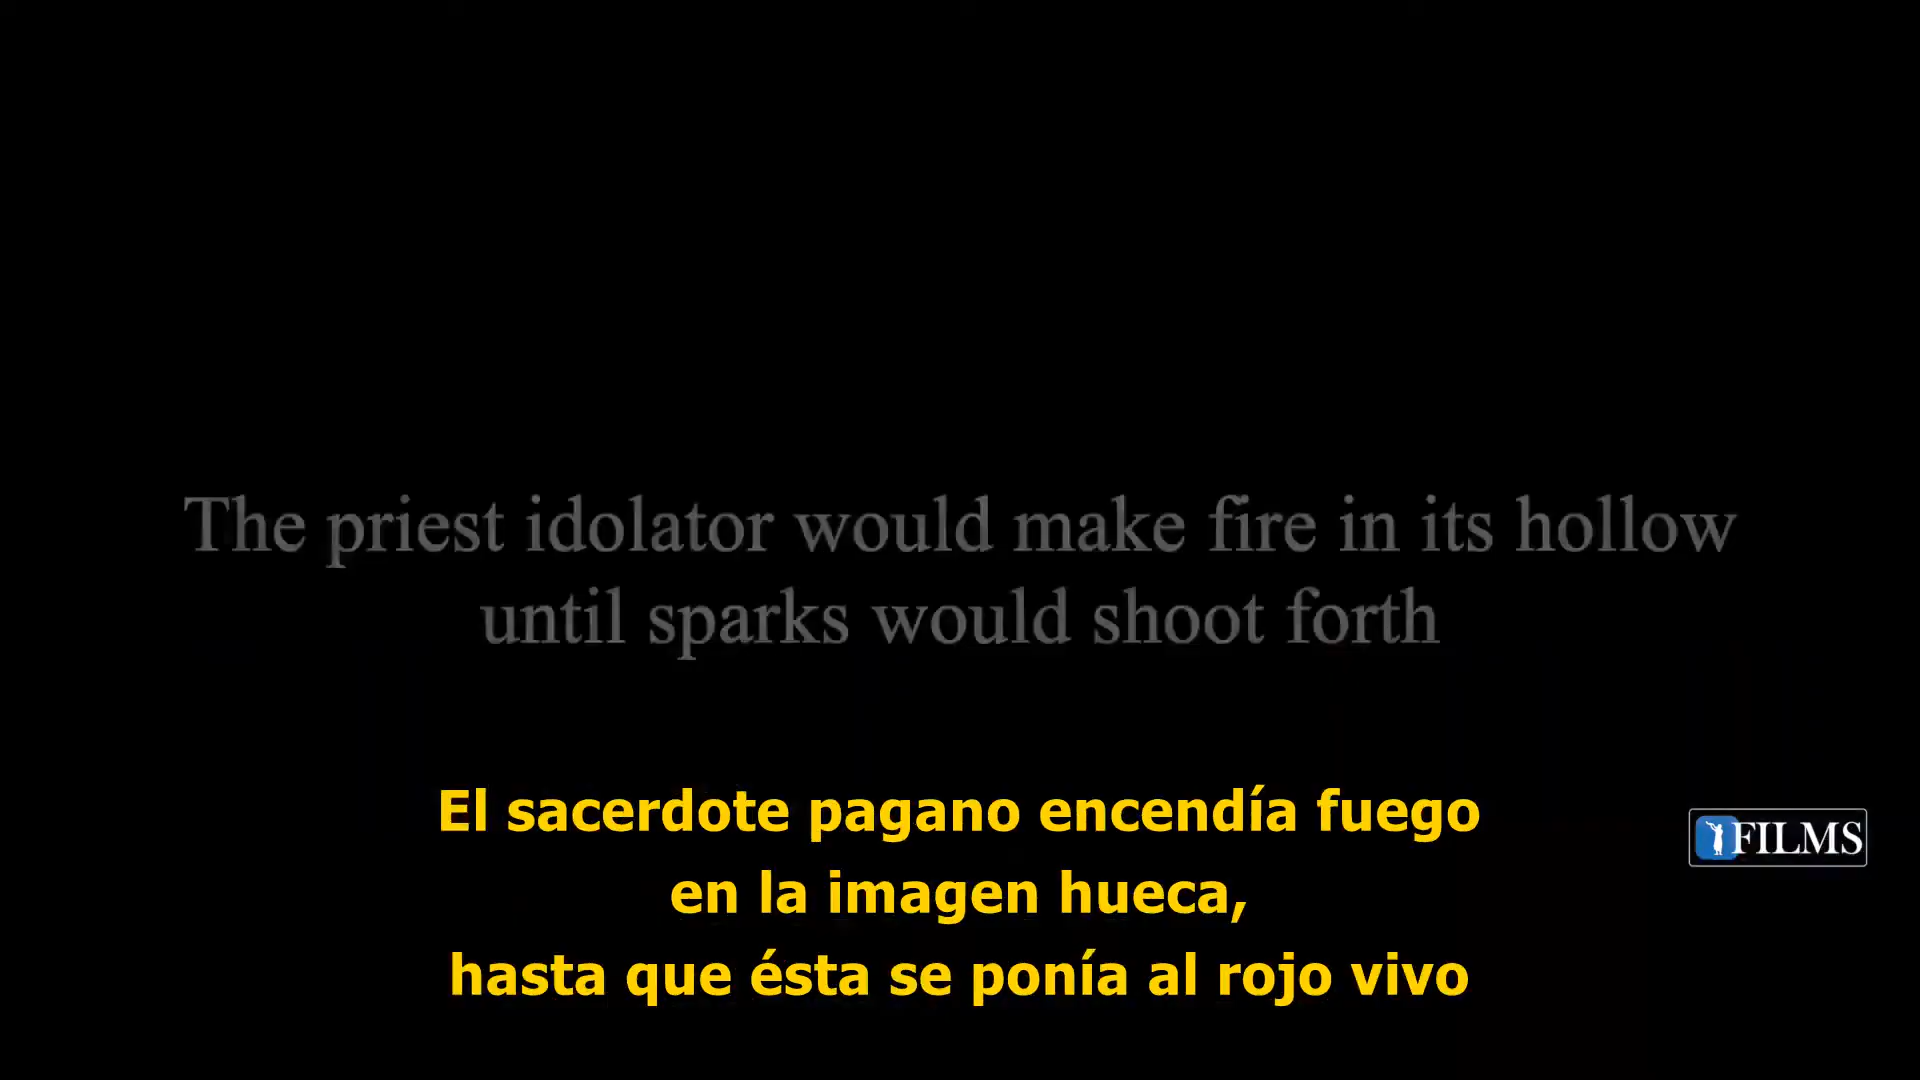 The priest idolator would make fire in its hollow
until sparks would shoot forth
El sacerdote pagano encendía fuego
en la imagen hueca,
hasta que ésta se ponía al rojo vivo
FILMS